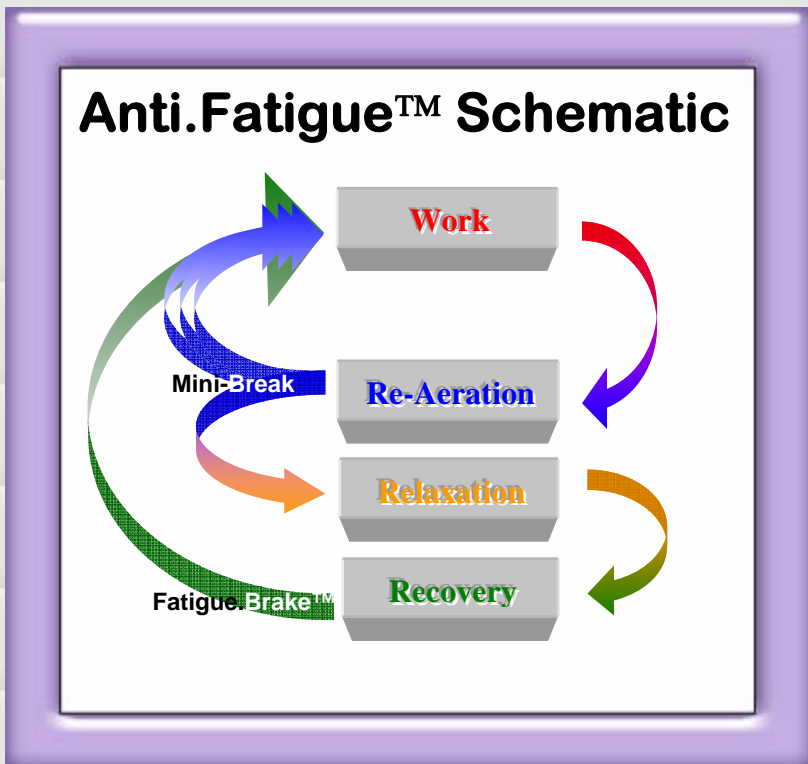 Anti.Fatigue™ Schematic
Work
Mini-Break
Re-Aeration
Relaxation
Recovery
Fatigue.Brake™